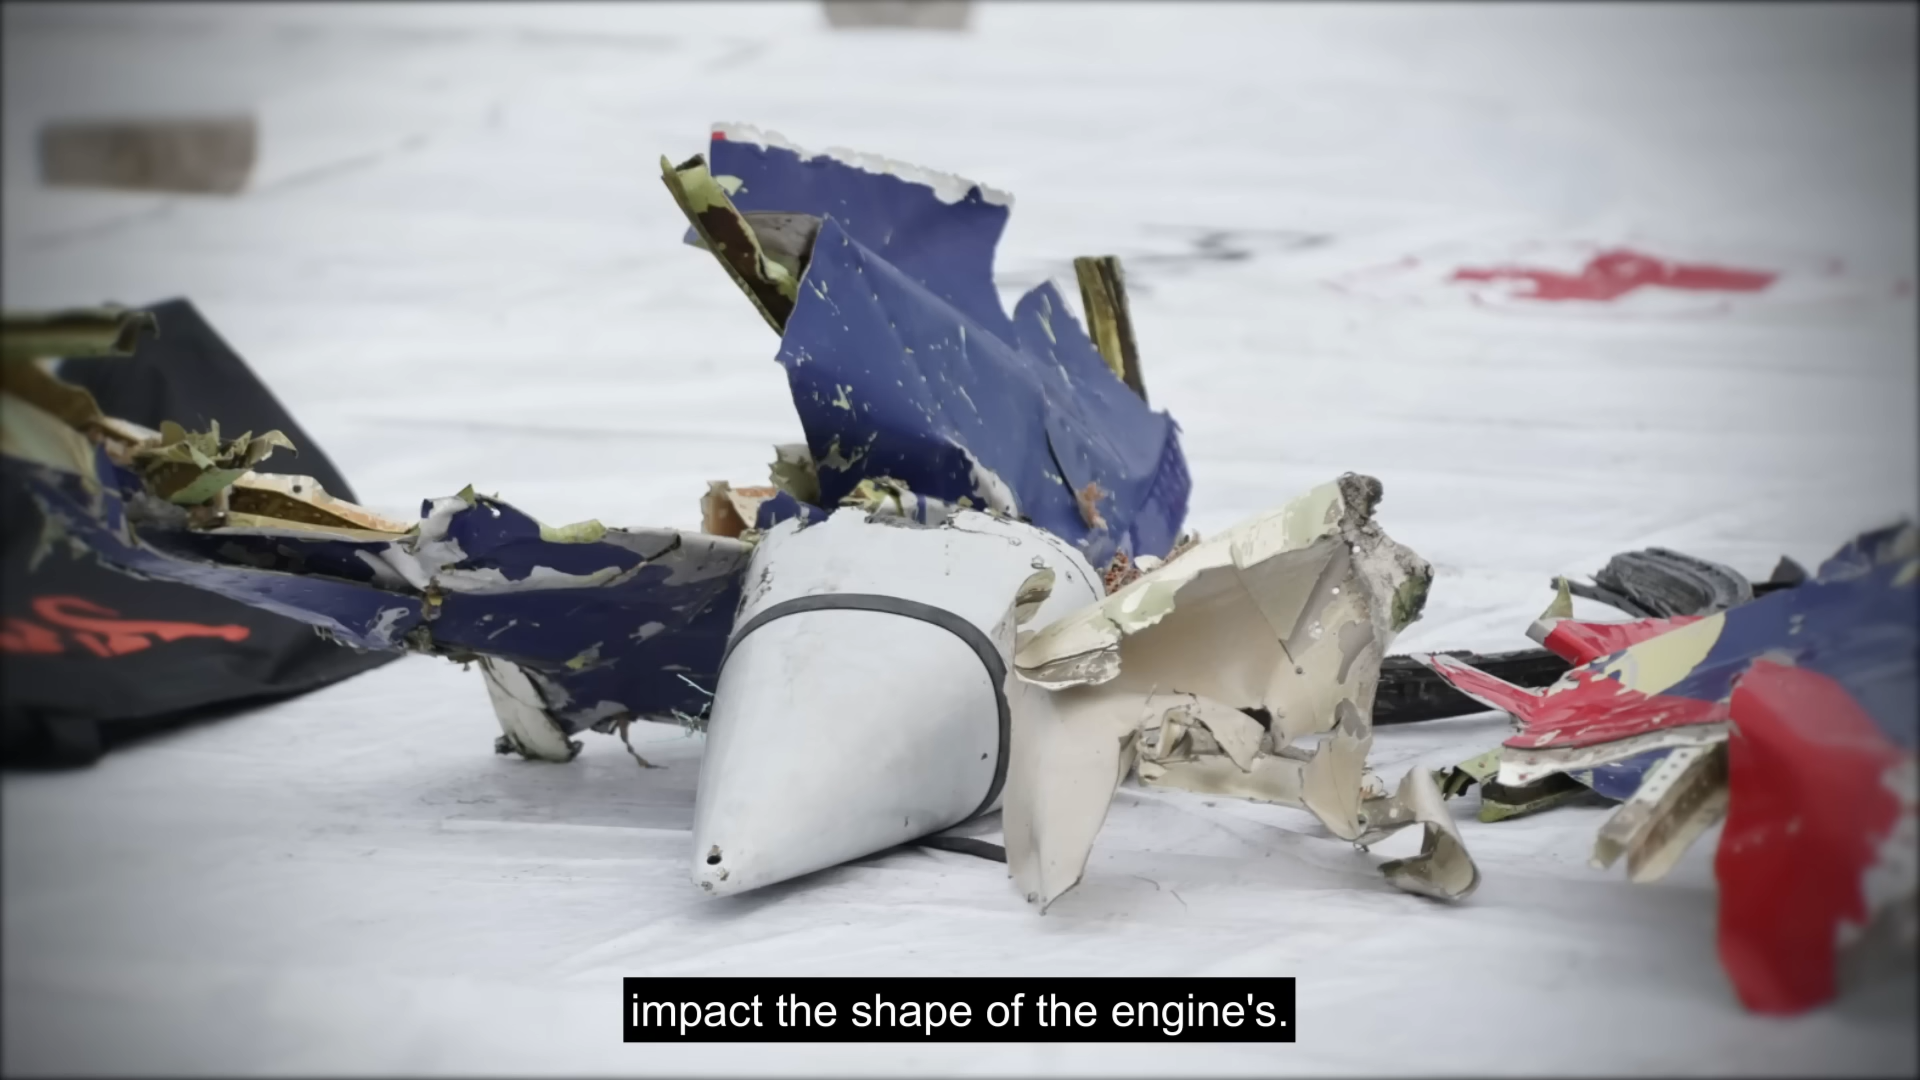 impact the shape of the engine's.